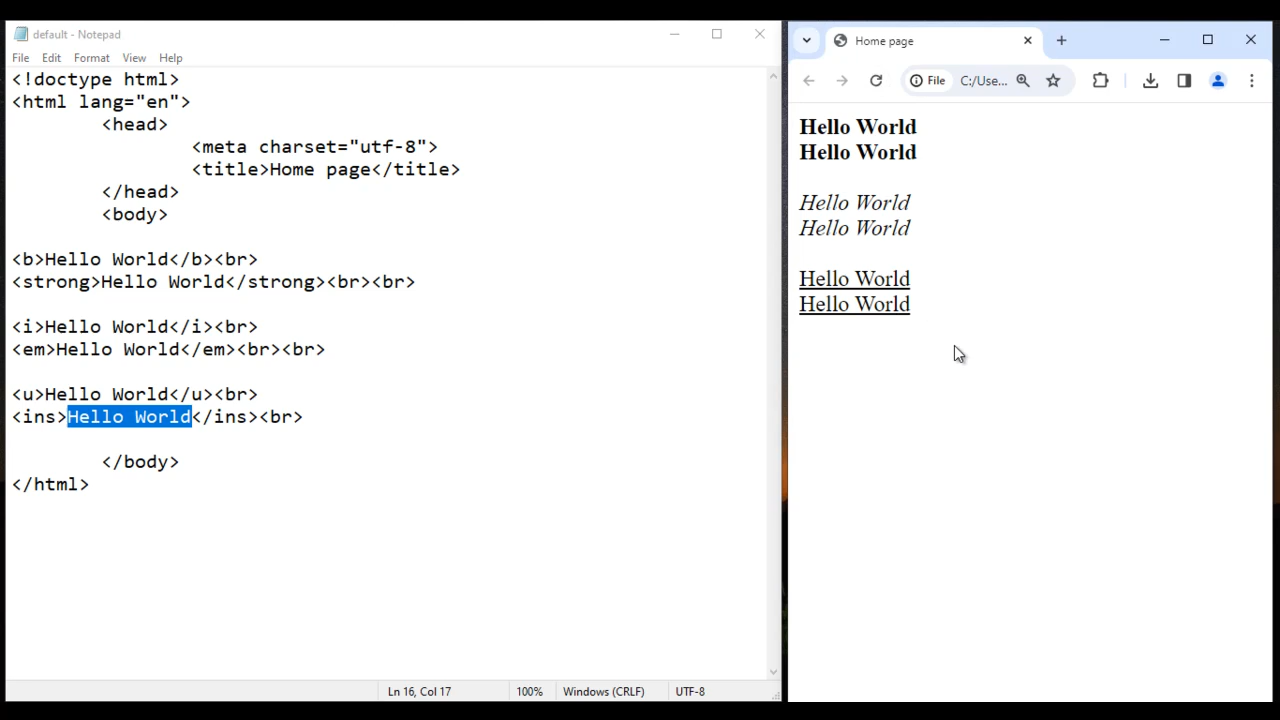 default - Notepad
File Edit Format View Help
<!doctype html>
<html lang="en">
<head>
<meta charset="utf-8">
<title>Home page</title>
</head>
<body>
<b>Hello World</b><br>
<strong>Hello World</strong><br><br>
<i>Hello World</i><br>
<em>Hello World</em><br><br>
<u>Hello World</u><br>
<ins>Hello World</ins><br>
</body>
</html>
Ln 16, Col 17 100% Windows (CRLF) UTF-8
Home page
File C:/Use...
Hello World
Hello World
Hello World
Hello World
Hello World
Hello World